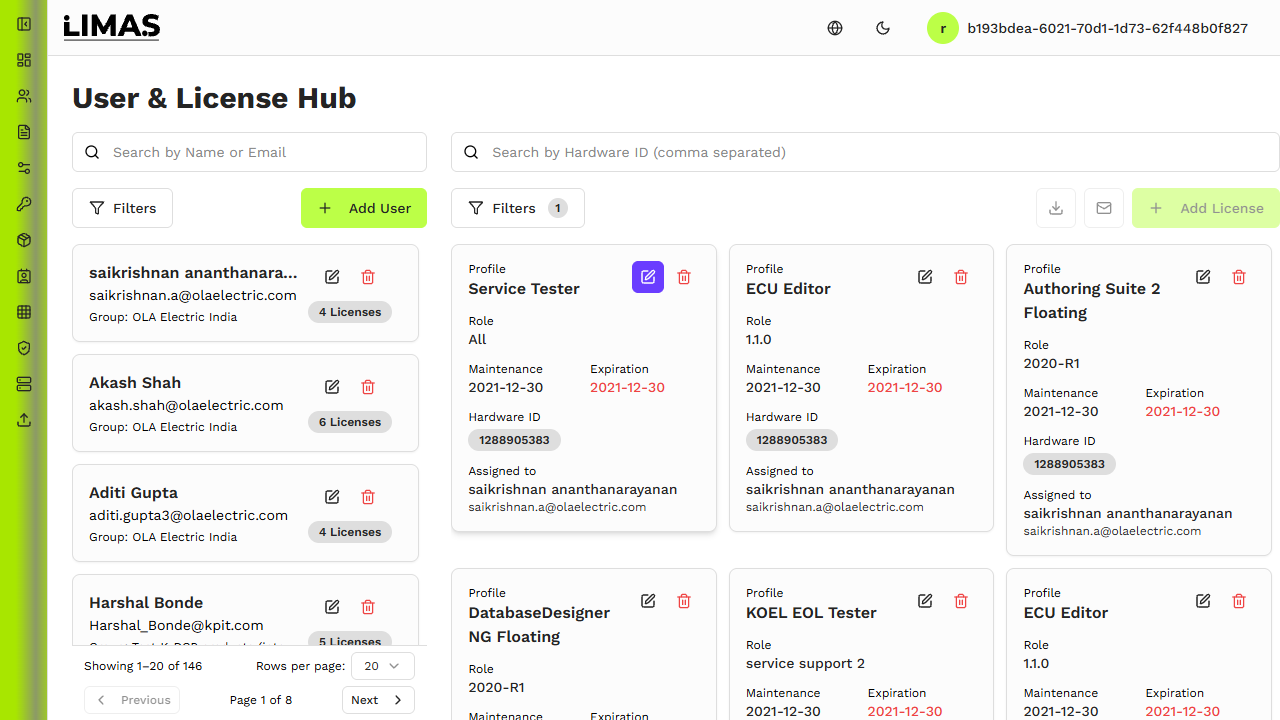 LIMAS
r
b193bdea-6021-70d1-1d73-62f448b0f827
User & License Hub
Search by Name or Email
Search by Hardware ID (comma separated)
Filters
Add User
Filters 1
Add License
saikrishnan ananthanara...
saikrishnan.a@olaelectric.com
Group: OLA Electric India
4 Licenses
Akash Shah
akash.shah@olaelectric.com
Group: OLA Electric India
6 Licenses
Aditi Gupta
aditi.gupta3@olaelectric.com
Group: OLA Electric India
4 Licenses
Harshal Bonde
Harshal_Bonde@kpit.com
5 Licenses
Showing 1–20 of 146
Rows per page: 20
Previous
Page 1 of 8
Next
Profile
Service Tester
Role
All
Maintenance Expiration
2021-12-30 2021-12-30
Hardware ID
1288905383
Assigned to
saikrishnan ananthanarayanan
saikrishnan.a@olaelectric.com
Profile
ECU Editor
Role
1.1.0
Maintenance Expiration
2021-12-30 2021-12-30
Hardware ID
1288905383
Assigned to
saikrishnan ananthanarayanan
saikrishnan.a@olaelectric.com
Profile
Authoring Suite 2
Floating
Role
2020-R1
Maintenance Expiration
2021-12-30 2021-12-30
Hardware ID
1288905383
Assigned to
saikrishnan ananthanarayanan
saikrishnan.a@olaelectric.com
Profile
DatabaseDesigner
NG Floating
Role
2020-R1
Maintenance Expiration
Profile
KOEL EOL Tester
Role
service support 2
Maintenance Expiration
2021-12-30 2021-12-30
Profile
ECU Editor
Role
1.1.0
Maintenance Expiration
2021-12-30 2021-12-30